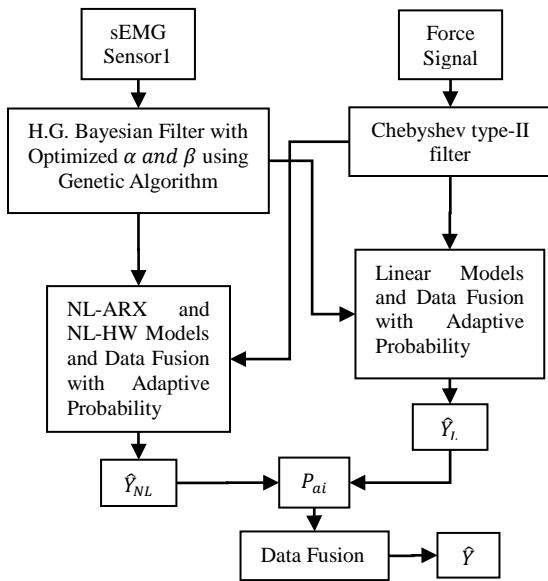 sEMG
Sensor1
Force
Signal
H.G. Bayesian Filter with
Optimized α and β using
Genetic Algorithm
Chebyshev type-II
filter
NL-ARX and
NL-HW Models
and Data Fusion
with Adaptive
Probability
Linear Models
and Data Fusion
with Adaptive
Probability
Ŷ_NL
P_ai
Ŷ_L
Data Fusion
Ŷ